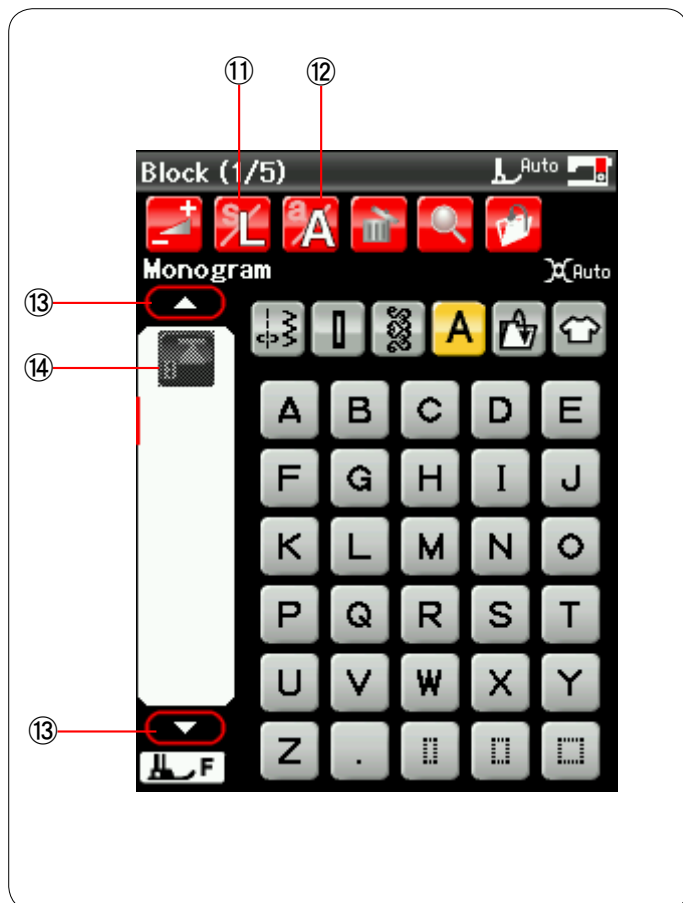 ⑪ ⑫
Block (1/5) Auto
S/L a/A
Monogram Auto
⑬
A
⑭
A B C D E
F G H I J
K L M N O
P Q R S T
U V W X Y
⑬
Z .
F